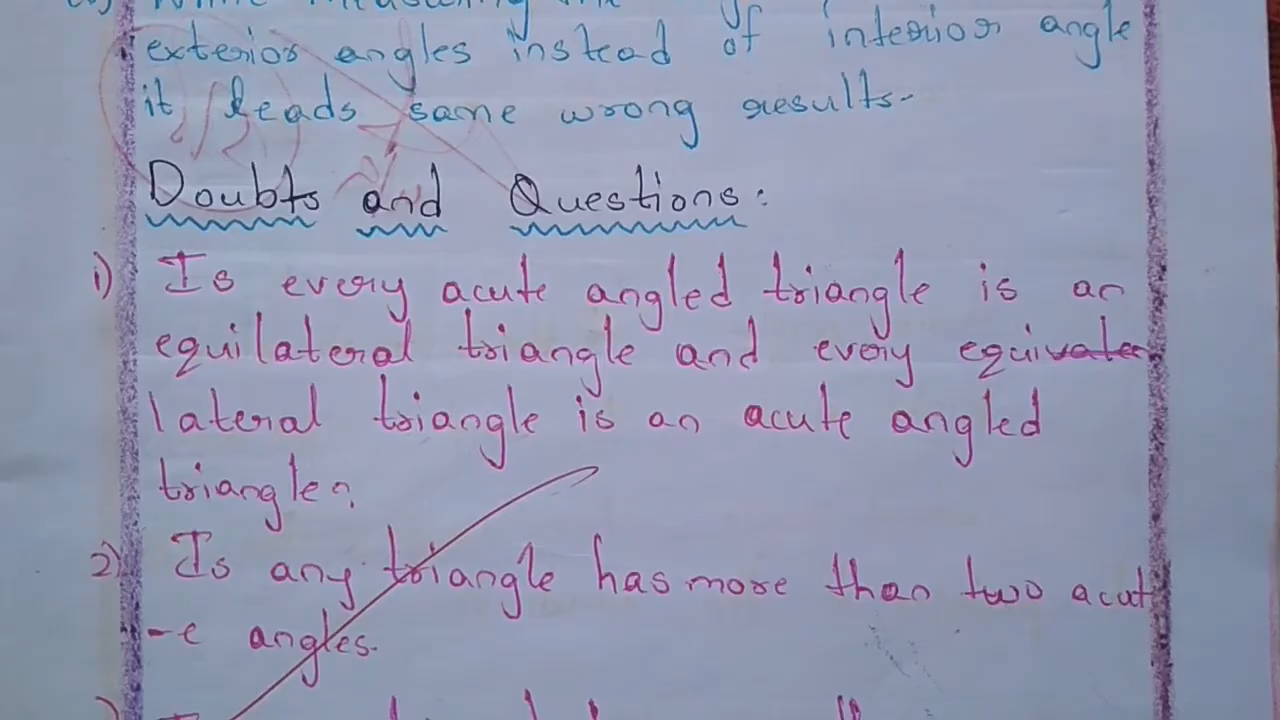 exterior angles instead of interior angle
it leads same wrong results.
Doubts and Questions:
1) Is every acute angled triangle is an
equilateral triangle and every equi
lateral triangle is an acute angled
triangle?
2) Is any triangle has more than two acut
-e angles.